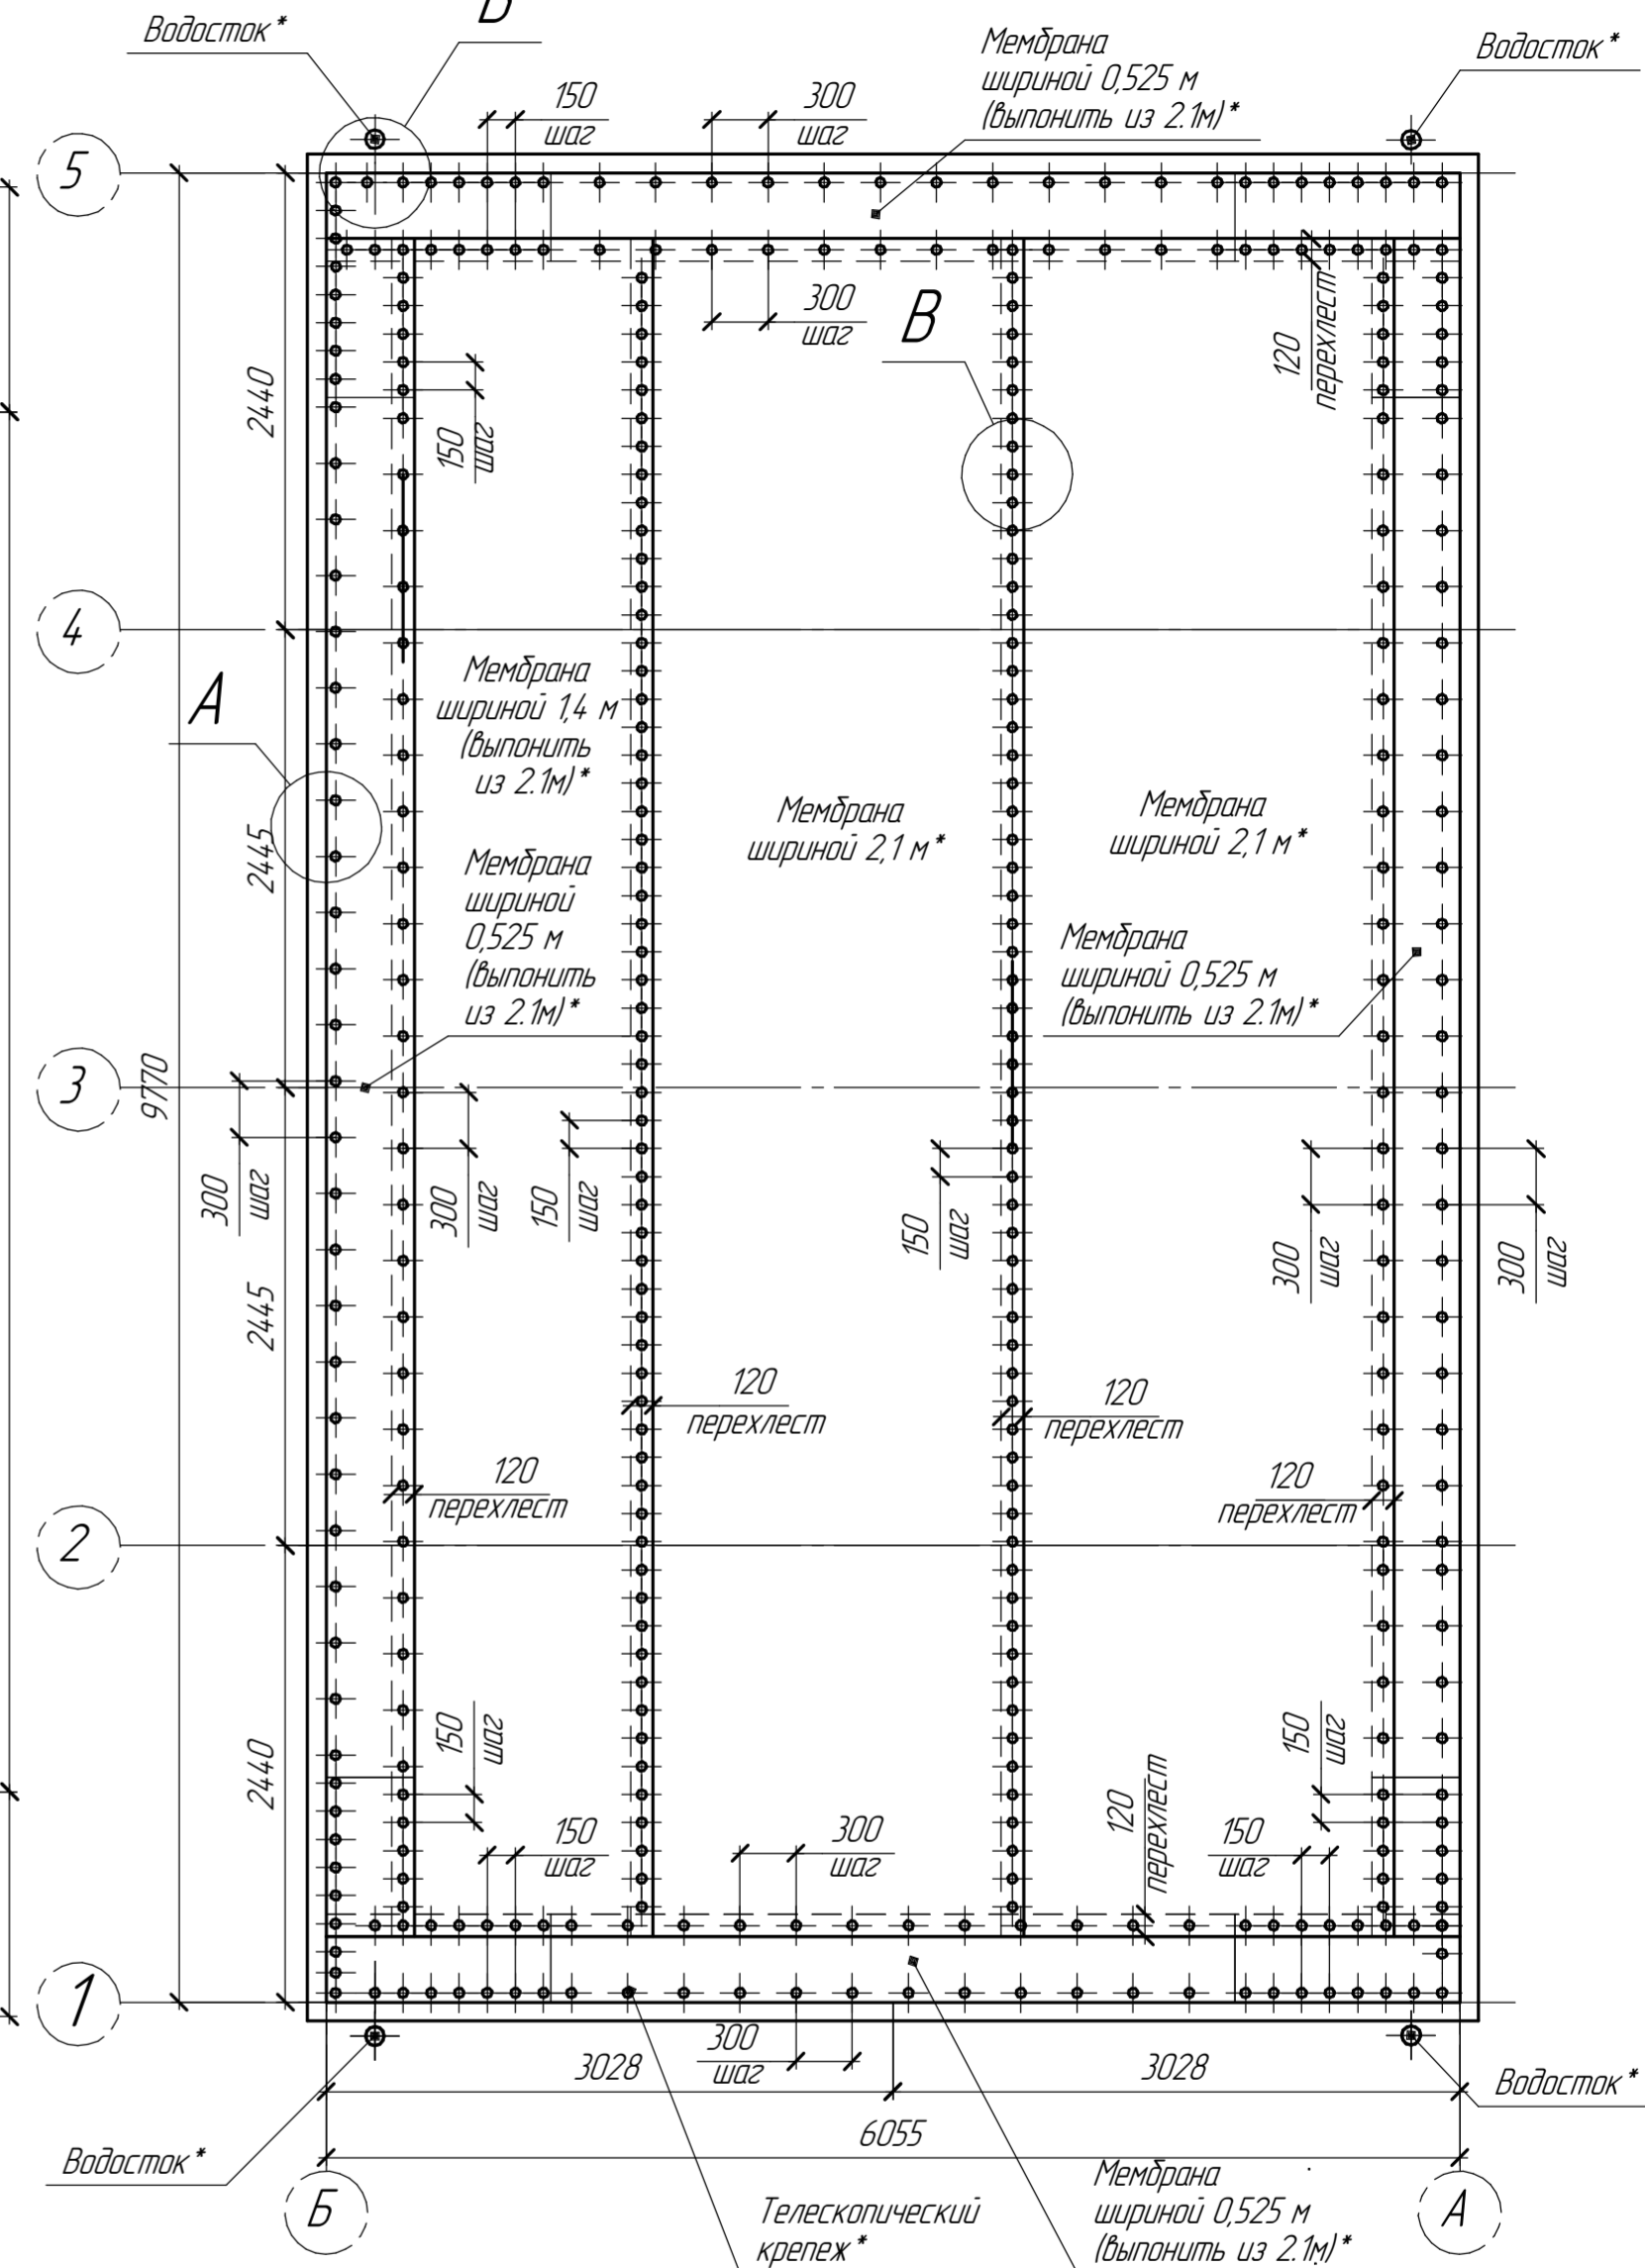 Водосток*
Мембрана
шириной 0,525 м
(выпонить из 2.1м)*
Водосток*
150
шаг
300
шаг
5
300
шаг
В
120
перехлест
2440
150
шаг
4
А
Мембрана
шириной 1,4 м
(выпонить
из 2.1м)*
Мембрана
шириной 2,1 м*
Мембрана
шириной 2,1 м*
2445
Мембрана
шириной
0,525 м
(выпонить
из 2.1м)*
Мембрана
шириной 0,525 м
(выпонить из 2.1м)*
3
9770
300
шаг
300
шаг
150
шаг
150
шаг
300
шаг
300
шаг
2445
120
перехлест
120
перехлест
120
перехлест
120
перехлест
2
2440
150
шаг
150
шаг
150
шаг
300
шаг
120
перехлест
150
шаг
1
300
шаг
3028
3028
Водосток*
6055
Водосток*
Б
А
Телескопический
крепеж*
Мембрана
шириной 0,525 м
(выпонить из 2.1м)*